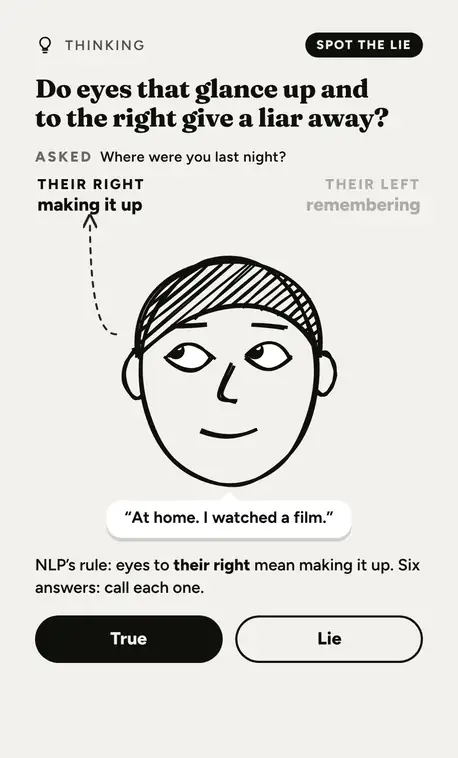 THINKING
SPOT THE LIE
Do eyes that glance up and
to the right give a liar away?
ASKED Where were you last night?
THEIR RIGHT
making it up
THEIR LEFT
remembering
“At home. I watched a film.”
NLP’s rule: eyes to their right mean making it up. Six
answers: call each one.
True
Lie